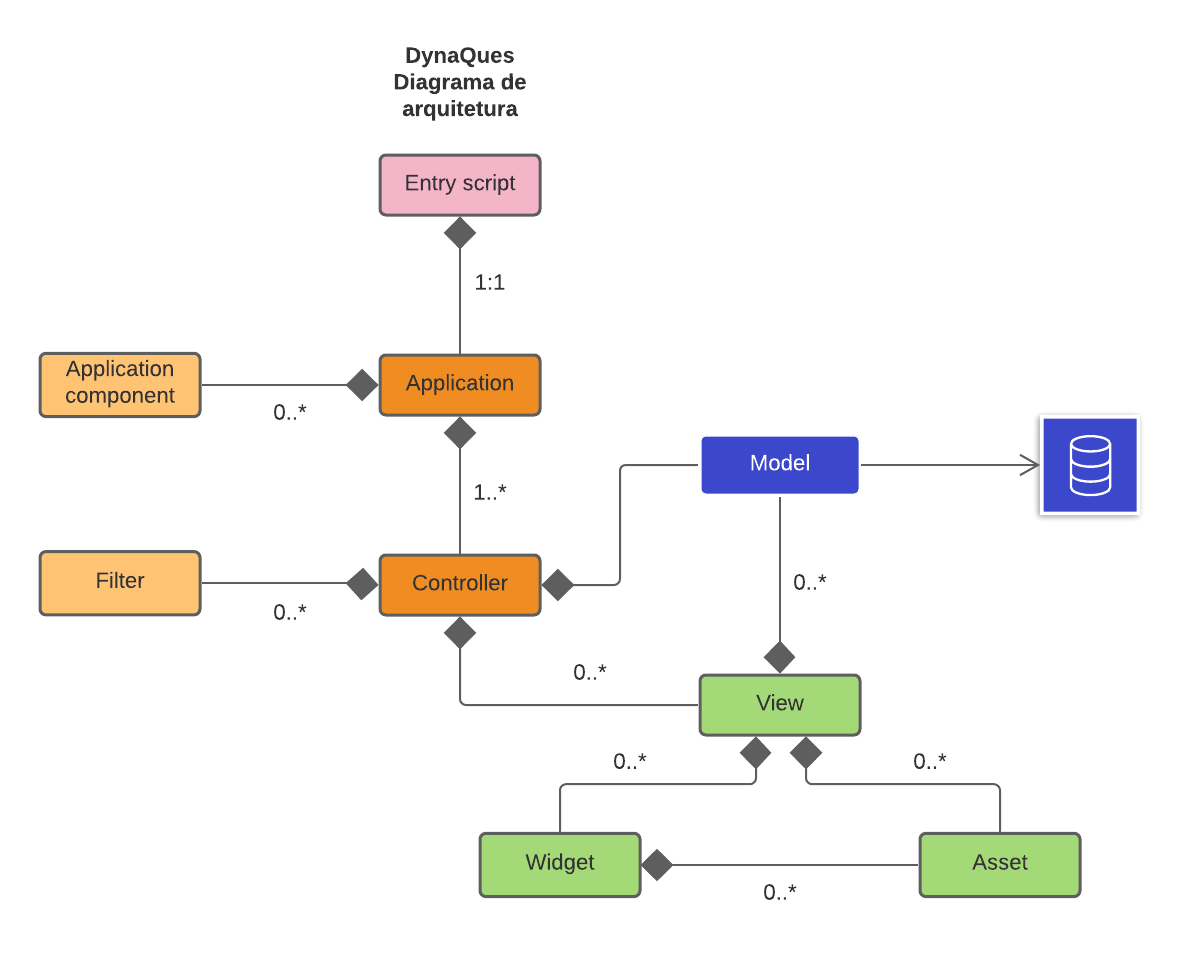 DynaQues
Diagrama de
arquitetura
Entry script
1:1
Application
component
0..*
Application
1..*
Model
Filter
0..*
Controller
0..*
0..*
View
0..*
0..*
Widget
0..*
Asset